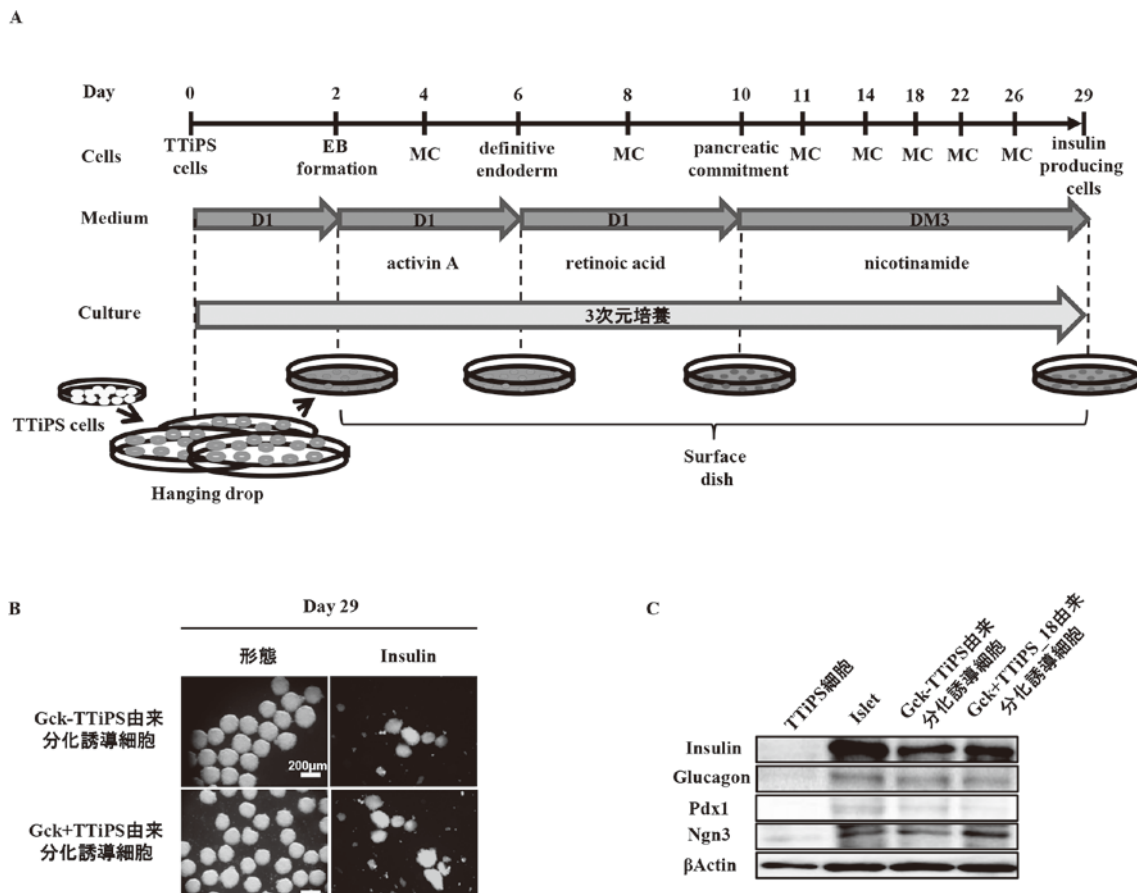 A
Day 0 2 4 6 8 10 11 14 18 22 26 29
Cells TTiPS cells EB formation MC definitive endoderm MC pancreatic commitment MC MC MC MC MC insulin producing cells
Medium D1 D1 D1 DM3
activin A retinoic acid nicotinamide
Culture 3次元培養
TTiPS cells
Hanging drop
Surface
dish
B
Day 29
形態 Insulin
Gck-TTiPS由来
分化誘導細胞
200μm
Gck+TTiPS由来
分化誘導細胞
C
TTiPS細胞
Islet
Gck-TTiPS由来
分化誘導細胞
Gck+TTiPS_18由来
分化誘導細胞
Insulin
Glucagon
Pdx1
Ngn3
βActin